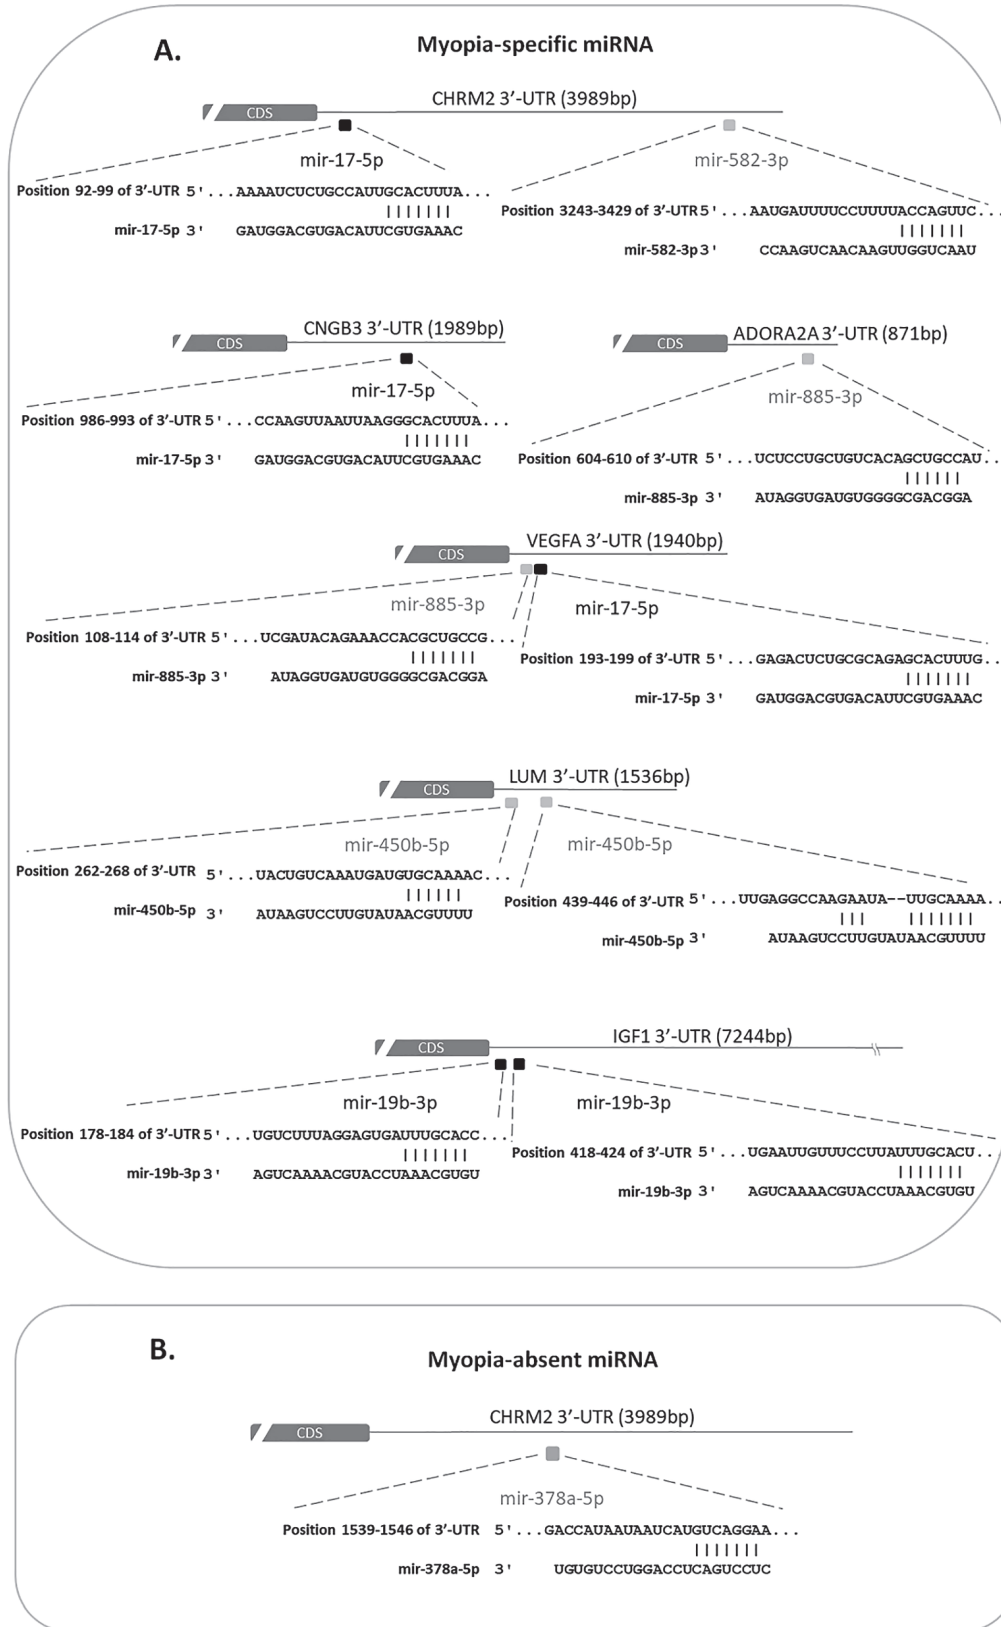 A.
Myopia-specific miRNA
CHRM2 3’-UTR (3989bp)
CDS
mir-17-5p
mir-582-3p
Position 92-99 of 3’-UTR 5'...AAAAUCUCUGCCAUUGCACUUUA...
mir-17-5p 3' GAUGGACGUGACAUUCGUGAAAC
Position 3243-3429 of 3’-UTR 5'...AAUGAUUUUCCUUUUACCAGUUC...
mir-582-3p 3' CCAAGUCAACAAGUUGGUCAAU
CNGB3 3’-UTR (1989bp)
CDS
mir-17-5p
Position 986-993 of 3’-UTR 5'...CCAAGUUAAUUAAGGGCACUUUA...
mir-17-5p 3' GAUGGACGUGACAUUCGUGAAAC
ADORA2A 3’-UTR (871bp)
CDS
mir-885-3p
Position 604-610 of 3’-UTR 5'...UCUCCUGCUGUCACAGCUGCCAU..
mir-885-3p 3' AUAGGUGAUGUGGGGCGACGGA
VEGFA 3’-UTR (1940bp)
CDS
mir-885-3p
mir-17-5p
Position 108-114 of 3’-UTR 5'...UCGAUACAGAAACCACGCUGCCG...
mir-885-3p 3' AUAGGUGAUGUGGGGCGACGGA
Position 193-199 of 3’-UTR 5'...GAGACUCUGCGCAGAGCACUUUG..
mir-17-5p 3' GAUGGACGUGACAUUCGUGAAAC
LUM 3’-UTR (1536bp)
CDS
mir-450b-5p
mir-450b-5p
Position 262-268 of 3’-UTR 5'...UACUGUCAAAUGAUGUGCAAAAC...
mir-450b-5p 3' AUAAGUCCUUGUAUAACGUUUU
Position 439-446 of 3’-UTR 5'...UUGAGGCCAAGAAUA--UUGCAAAA..
mir-450b-5p 3' AUAAGUCCUUGUAUAACGUUUU
IGF1 3’-UTR (7244bp)
CDS
mir-19b-3p
mir-19b-3p
Position 178-184 of 3’-UTR 5'...UGUCUUUAGGAGUGAUUUGCACC...
mir-19b-3p 3' AGUCAAAACGUACCUAAACGUGU
Position 418-424 of 3’-UTR 5'...UGAAUUGUUUCCUUAUUUGCACU..
mir-19b-3p 3' AGUCAAAACGUACCUAAACGUGU
B.
Myopia-absent miRNA
CHRM2 3’-UTR (3989bp)
CDS
mir-378a-5p
Position 1539-1546 of 3’-UTR 5'...GACCAUAAUAAUCAUGUCAGGAA...
mir-378a-5p 3' UGUGUCCUGGACCUCAGUCCUC